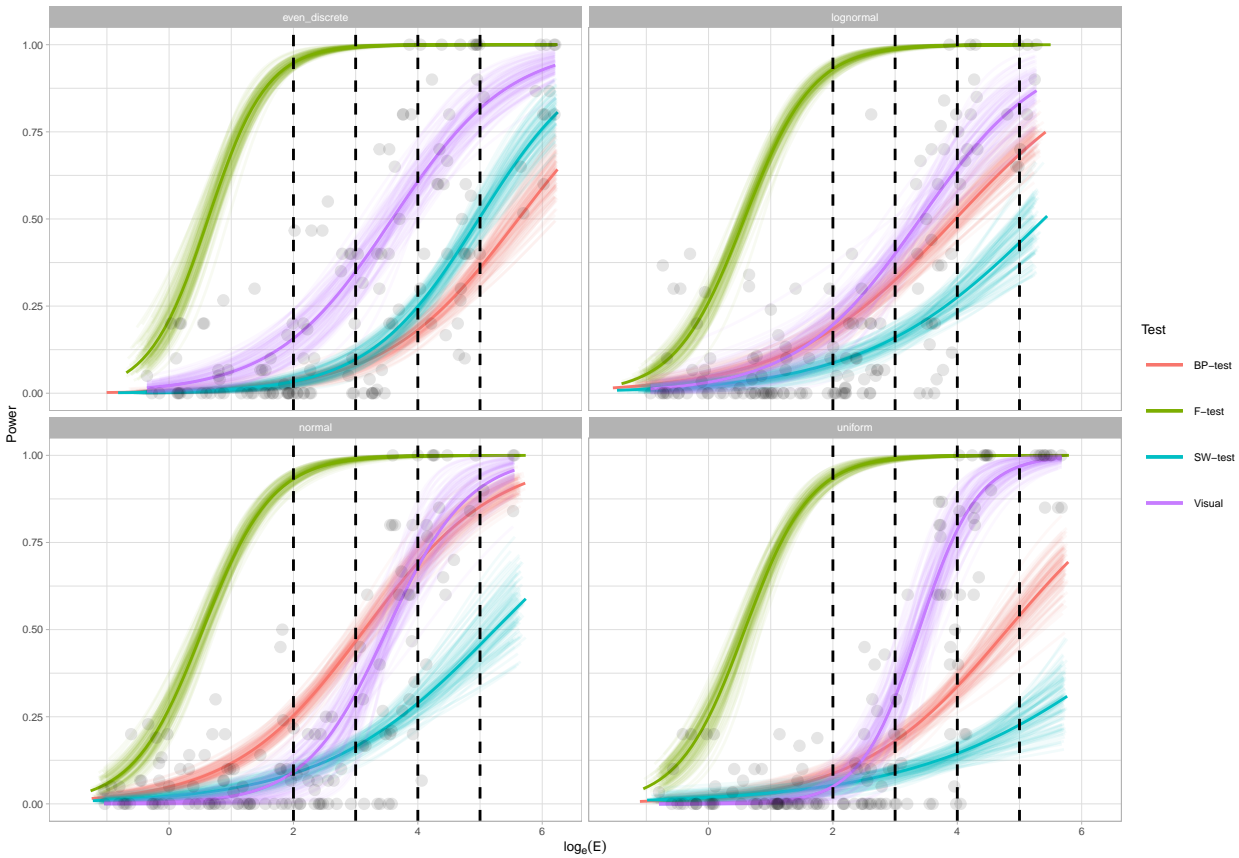 even_discrete
lognormal
1.00
0.75
0.50
0.25
0.00
normal
uniform
1.00
0.75
0.50
0.25
0.00
0
2
4
6
0
2
4
6
Power
logₑ(E)
Test
BP−test
F−test
SW−test
Visual